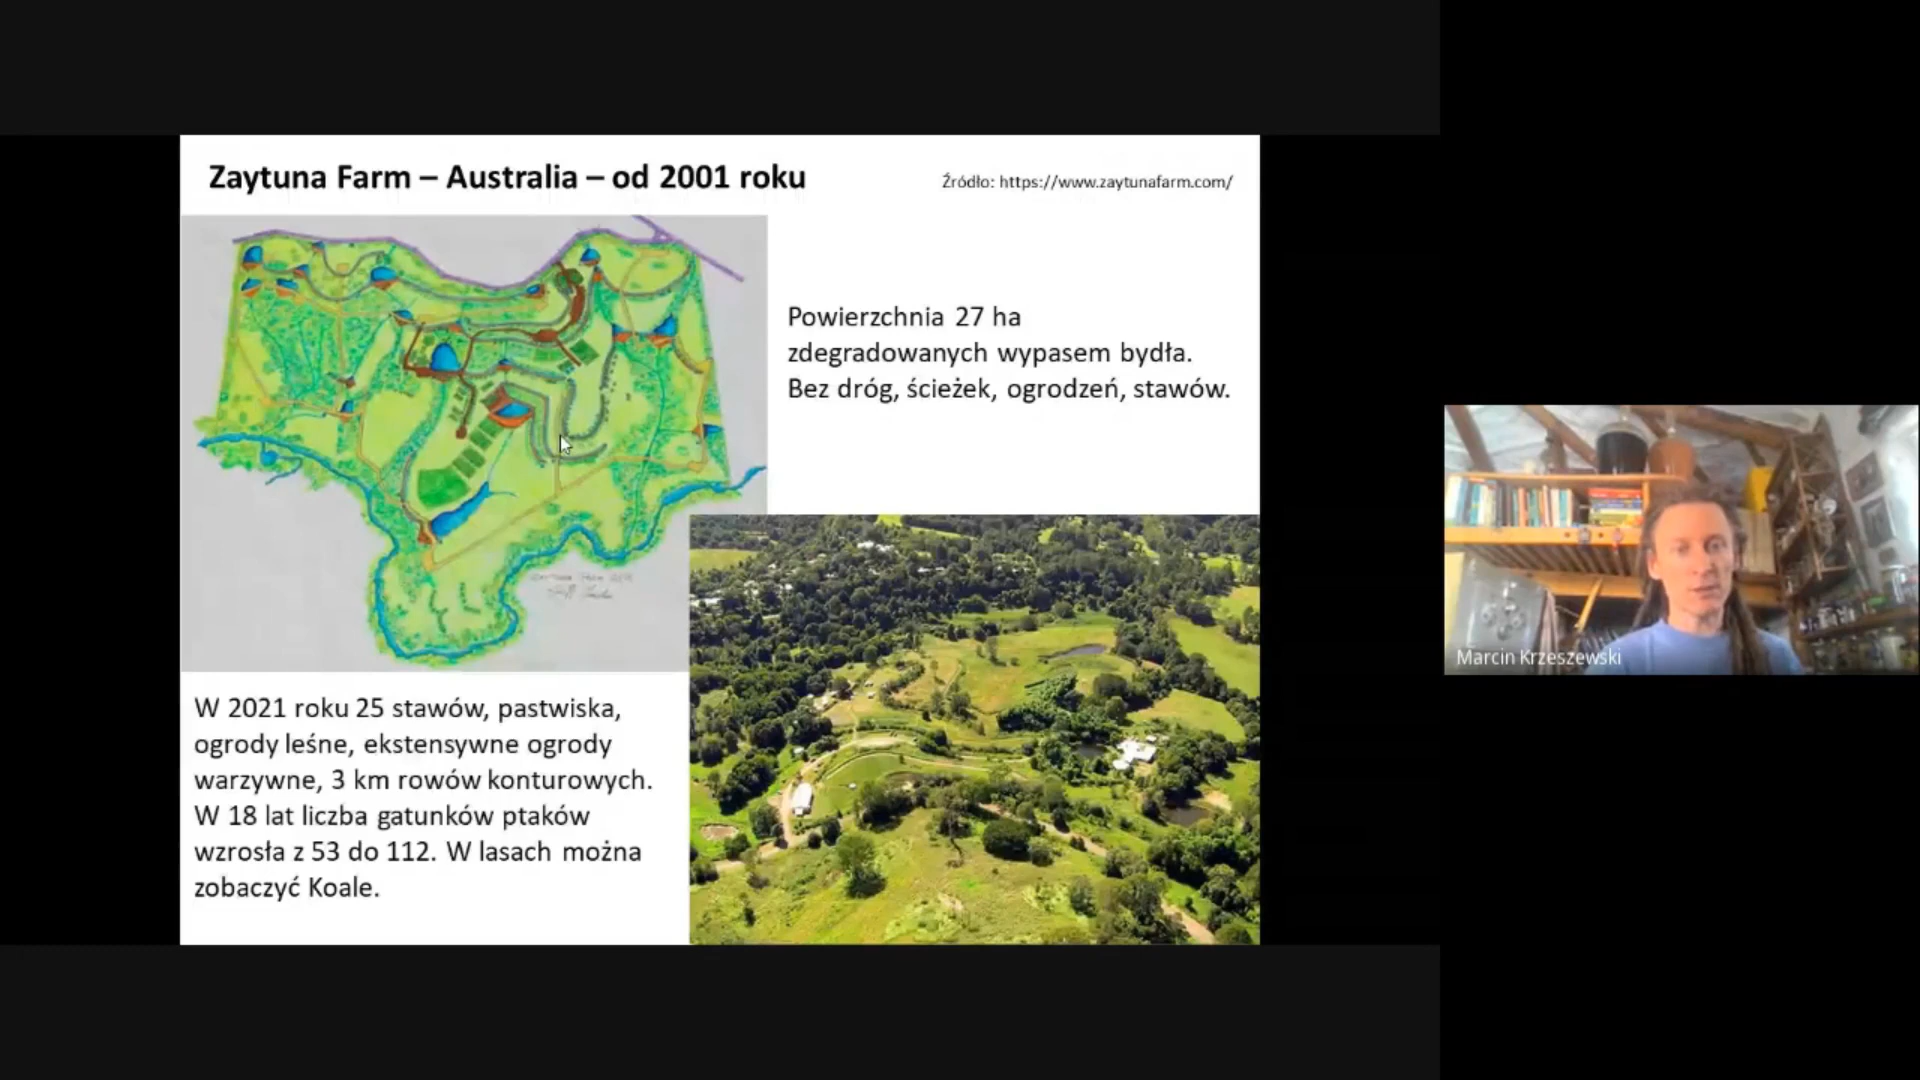 Zaytuna Farm – Australia – od 2001 roku
Źródło: https://www.zaytunafarm.com/
Powierzchnia 27 ha
zdegradowanych wypasem bydła.
Bez dróg, ścieżek, ogrodzeń, stawów.
W 2021 roku 25 stawów, pastwiska,
ogrody leśne, ekstensywne ogrody
warzywne, 3 km rowów konturowych.
W 18 lat liczba gatunków ptaków
wzrosła z 53 do 112. W lasach można
zobaczyć Koale.
Marcin Krzeszewski